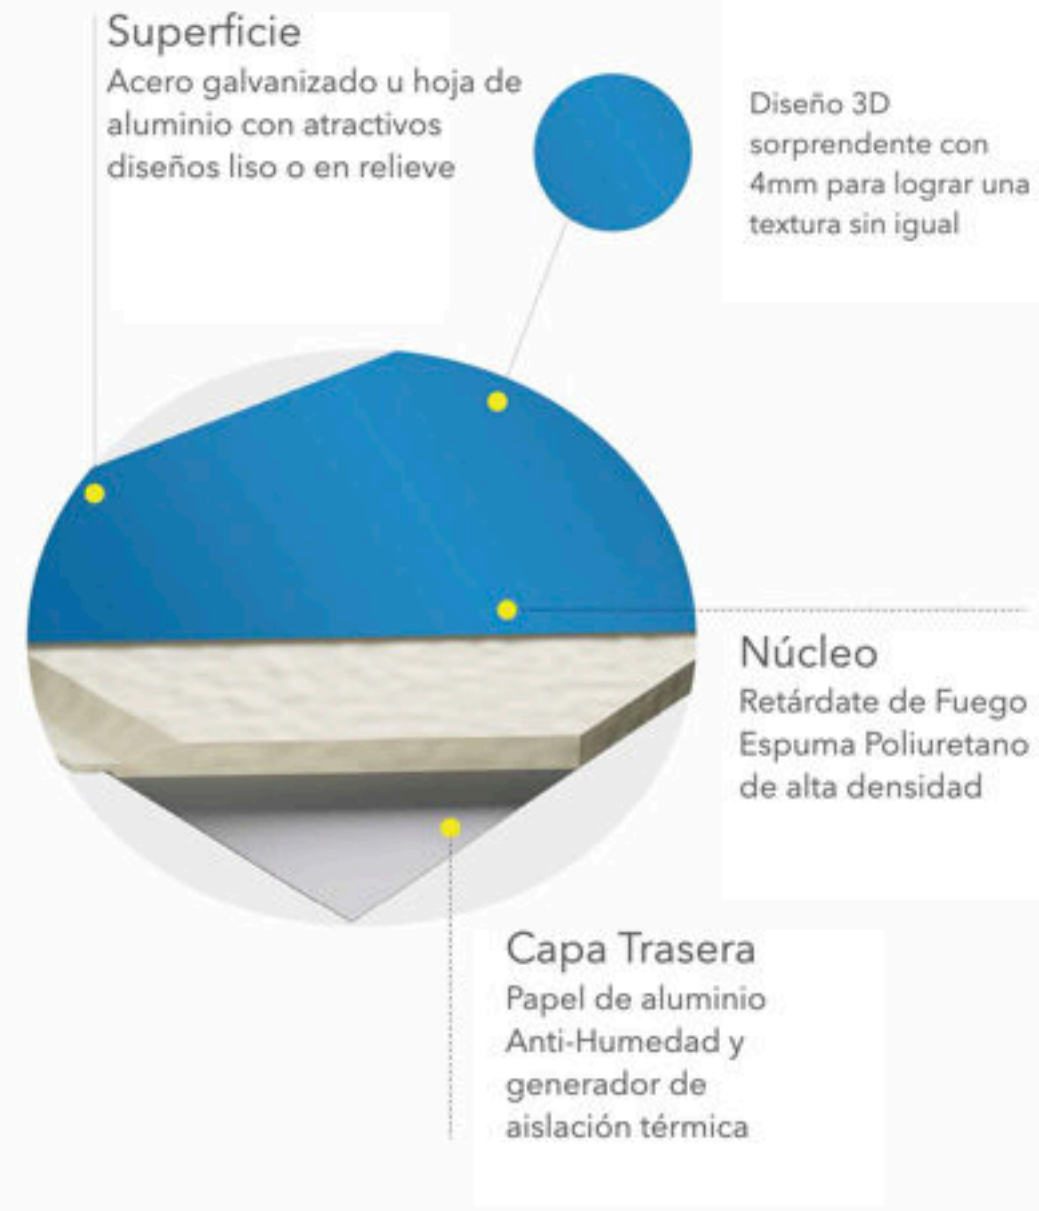 Superficie
Acero galvanizado u hoja de
aluminio con atractivos
diseños liso o en relieve
Diseño 3D
sorprendente con
4mm para lograr una
textura sin igual
Núcleo
Retárdate de Fuego
Espuma Poliuretano
de alta densidad
Capa Trasera
Papel de aluminio
Anti-Humedad y
generador de
aislación térmica